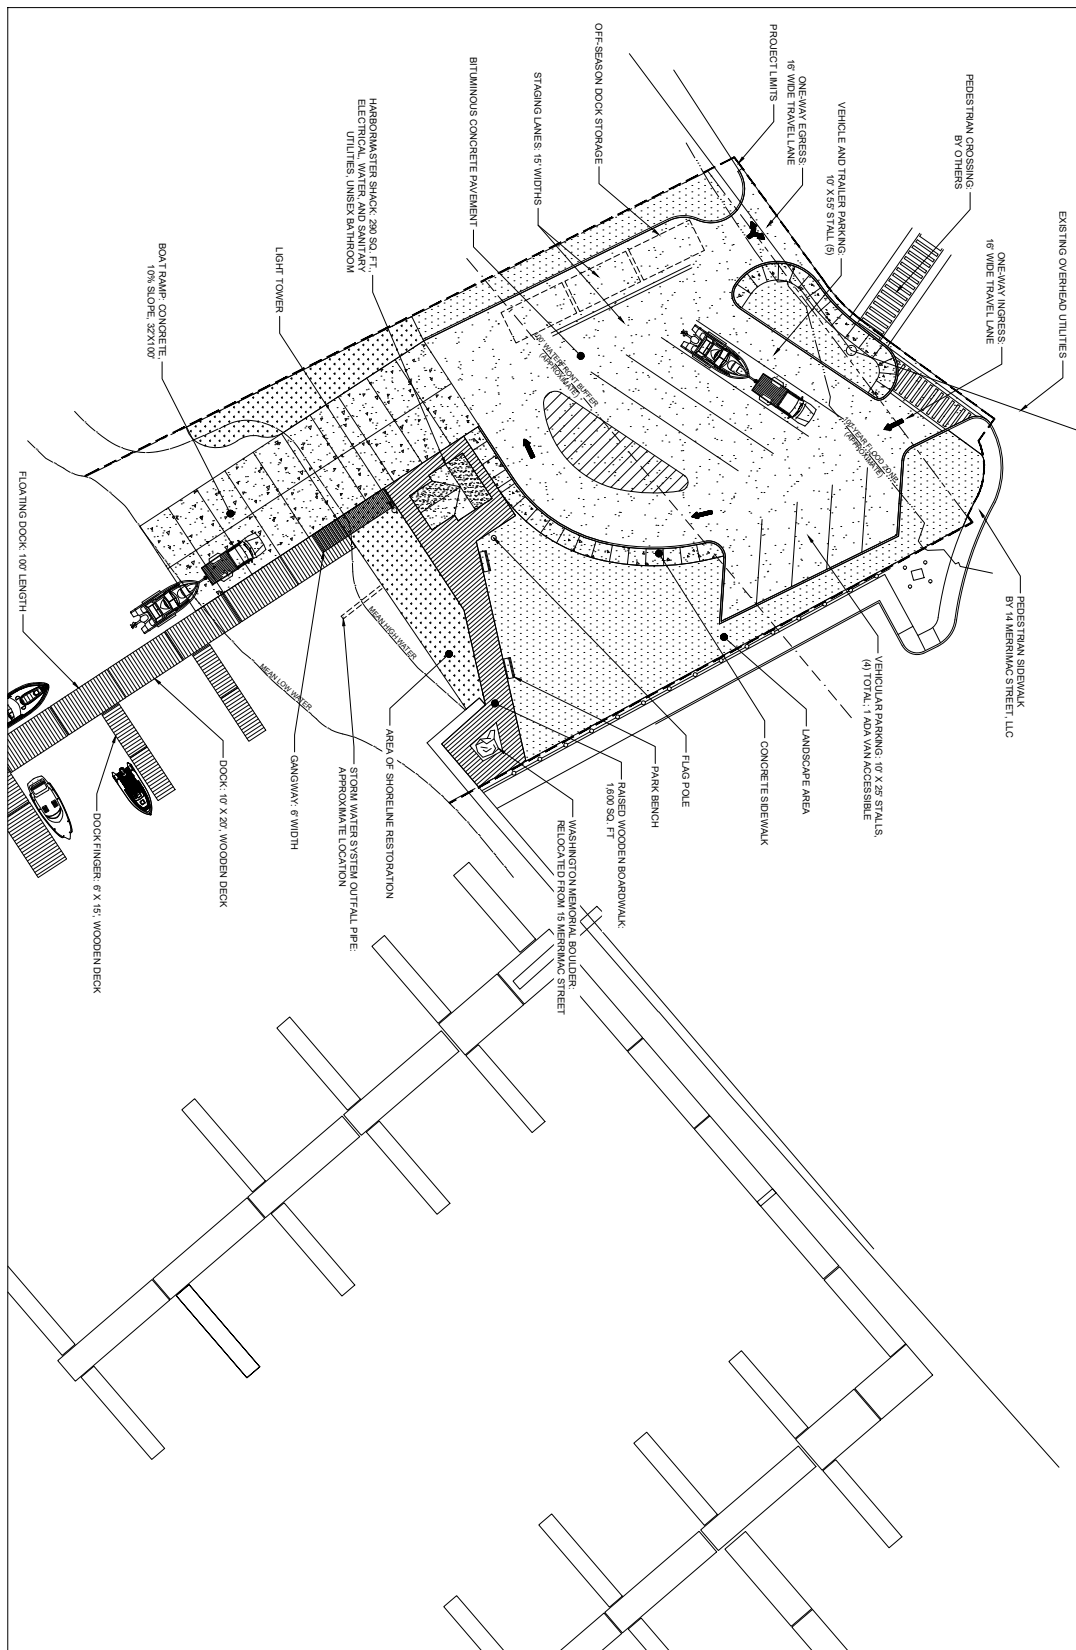 EXISTING OVERHEAD UTILITIES
ONE-WAY INGRESS:
16' WIDE TRAVEL LANE
PEDESTRIAN CROSSING:
BY OTHERS
VEHICLE AND TRAILER PARKING:
10' X 55' STALL (5)
ONE-WAY EGRESS:
16' WIDE TRAVEL LANE
PROJECT LIMITS
OFF-SEASON DOCK STORAGE
STAGING LANES: 15' WIDTHS
BITUMINOUS CONCRETE PAVEMENT
HARBORMASTER SHACK: 290 SQ. FT.,
ELECTRICAL, WATER, AND SANITARY
UTILITIES, UNISEX BATHROOM
LIGHT TOWER
BOAT RAMP: CONCRETE,
10% SLOPE, 32'X100'
FLOATING DOCK: 100' LENGTH
100' YEAR FLOOD ZONE
(APPROXIMATE)
WATERFRONT BUFFER
(APPROXIMATE)
MEAN HIGH WATER
MEAN LOW WATER
PEDESTRIAN SIDEWALK
BY 14 MERRIMAC STREET, LLC
VEHICULAR PARKING: 10' X 25' STALLS,
(4) TOTAL; 1 ADA VAN ACCESSIBLE
LANDSCAPE AREA
CONCRETE SIDEWALK
FLAG POLE
PARK BENCH
RAISED WOODEN BOARDWALK:
1,600 SQ. FT
WASHINGTON MEMORIAL BOULDER:
RELOCATED FROM 15 MERRIMAC STREET
AREA OF SHORELINE RESTORATION
STORM WATER SYSTEM OUTFALL PIPE:
APPROXIMATE LOCATION
GANGWAY: 6' WIDTH
DOCK: 10' X 20', WOODEN DECK
DOCK FINGER: 6' X 15', WOODEN DECK